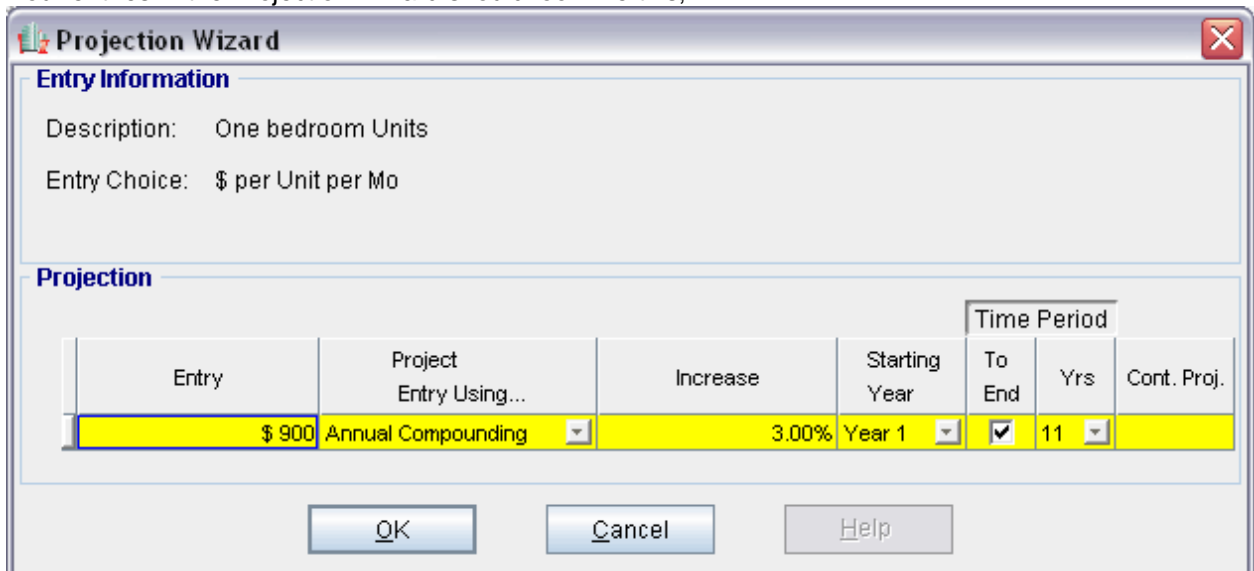 Projection Wizard
Entry Information
Description: One bedroom Units
Entry Choice: $ per Unit per Mo
Projection
Time Period
Entry Project Entry Using... Increase Starting Year To End Yrs Cont. Proj.
$ 900 Annual Compounding 3.00% Year 1 11
OK Cancel Help